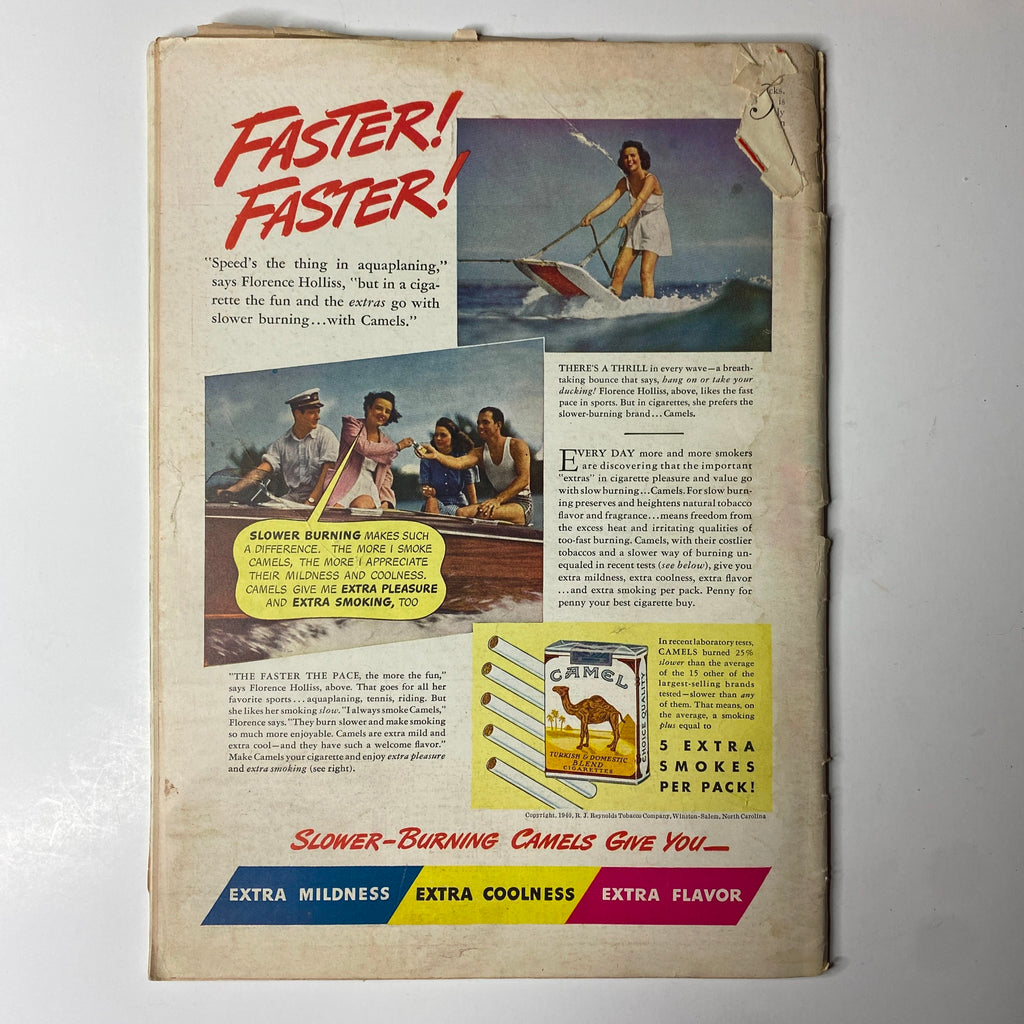 FASTER!
FASTER!
"Speed's the thing in aquaplaning,"
says Florence Holliss, "but in a ciga-
rette the fun and the extras go with
slower burning...with Camels."
THERE'S A THRILL in every wave—a breath-
taking bounce that says, hang on or take your
ducking! Florence Holliss, above, likes the fast
pace in sports. But in cigarettes, she prefers the
slower-burning brand...Camels.
SLOWER BURNING MAKES SUCH
A DIFFERENCE. THE MORE I SMOKE
CAMELS, THE MORE I APPRECIATE
THEIR MILDNESS AND COOLNESS.
CAMELS GIVE ME EXTRA PLEASURE
AND EXTRA SMOKING, TOO
EVERY DAY more and more smokers
are discovering that the important
"extras" in cigarette pleasure and value go
with slow burning...Camels. For slow burn-
ing preserves and heightens natural tobacco
flavor and fragrance...means freedom from
the excess heat and irritating qualities of
too-fast burning. Camels, with their costlier
tobaccos and a slower way of burning un-
equaled in recent tests (see below), give you
extra mildness, extra coolness, extra flavor
...and extra smoking per pack. Penny for
penny your best cigarette buy.
"THE FASTER THE PACE, the more the fun,"
says Florence Holliss, above. That goes for all her
favorite sports...aquaplaning, tennis, riding. But
she likes her smoking slow. "I always smoke Camels,"
Florence says. "They burn slower and make smoking
so much more enjoyable. Camels are extra mild and
extra cool—and they have such a welcome flavor."
Make Camels your cigarette and enjoy extra pleasure
and extra smoking (see right).
CAMEL
TURKISH & DOMESTIC
BLEND
CIGARETTES
CHOICE QUALITY
In recent laboratory tests,
CAMELS burned 25%
slower than the average
of the 15 other of the
largest-selling brands
tested—slower than any
of them. That means, on
the average, a smoking
plus equal to
5 EXTRA
SMOKES
PER PACK!
Copyright, 1940, R. J. Reynolds Tobacco Company, Winston-Salem, North Carolina
SLOWER-BURNING CAMELS GIVE YOU—
EXTRA MILDNESS EXTRA COOLNESS EXTRA FLAVOR